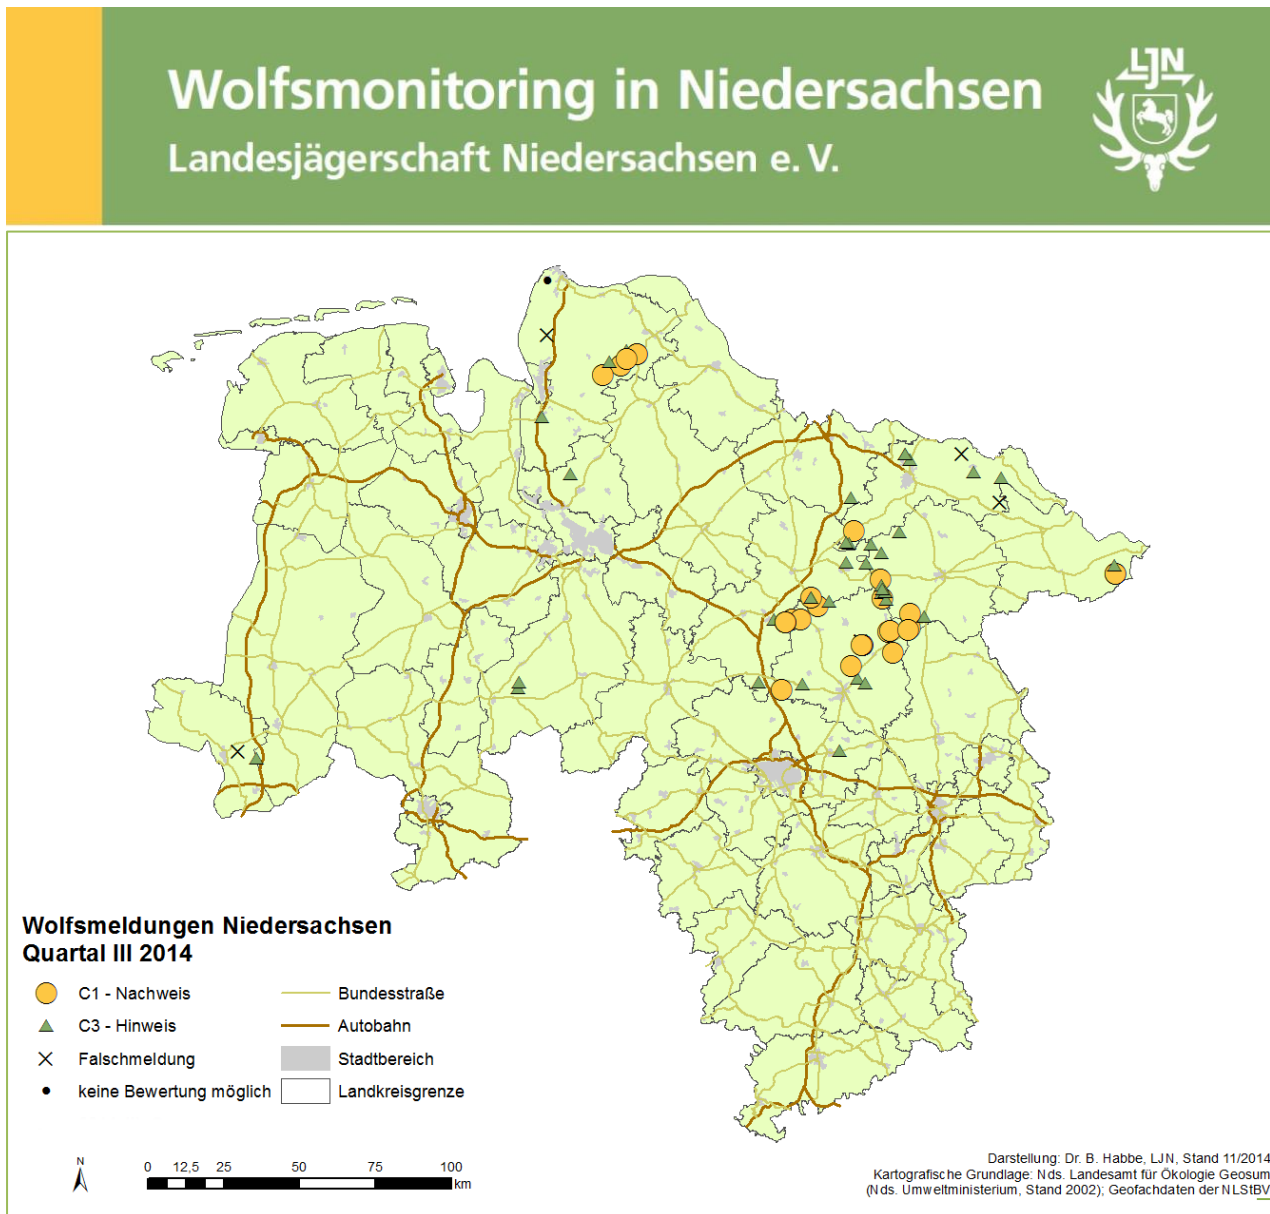 Wolfsmonitoring in Niedersachsen
Landesjägerschaft Niedersachsen e. V.
LJN
Wolfsmeldungen Niedersachsen
Quartal III 2014
C1 - Nachweis
C3 - Hinweis
Falschmeldung
keine Bewertung möglich
Bundesstraße
Autobahn
Stadtbereich
Landkreisgrenze
N
0 12,5 25 50 75 100
km
Darstellung: Dr. B. Habbe, LJN, Stand 11/2014
Kartografische Grundlage: Nds. Landesamt für Ökologie Geosum
(Nds. Umweltministerium, Stand 2002); Geofachdaten der NLStBV